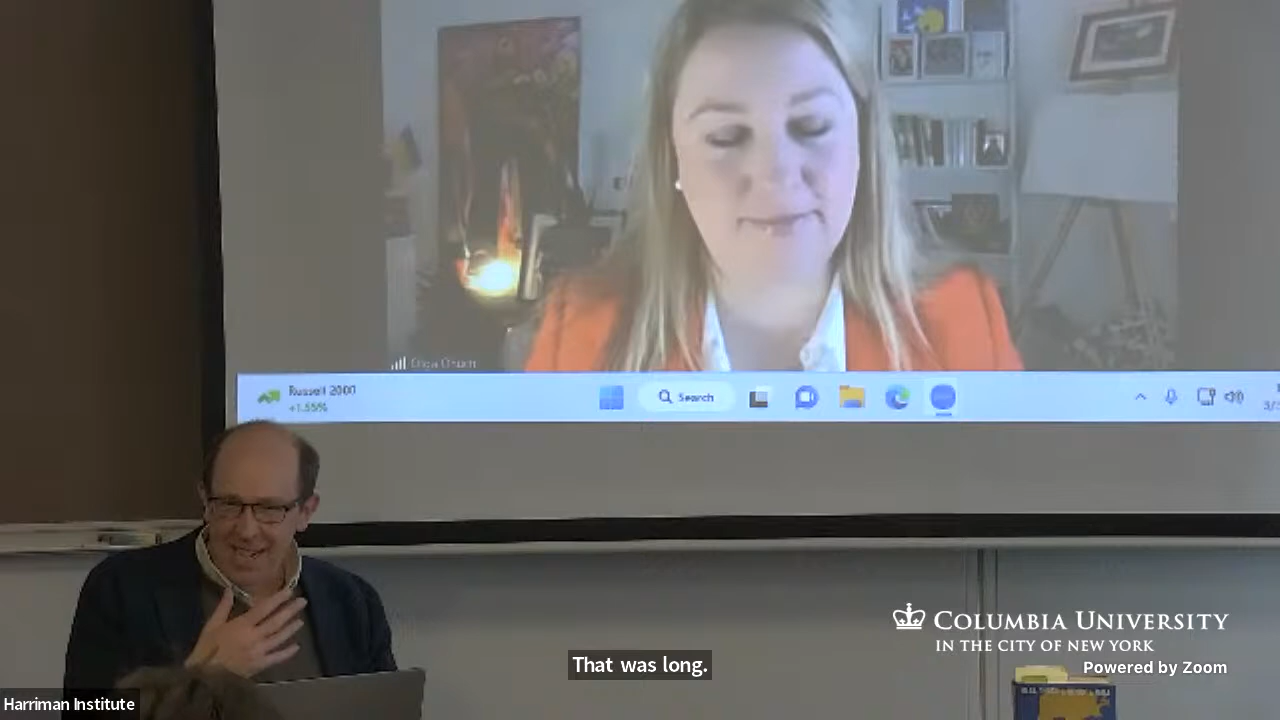 Russell 2000
+1.55%
Search
COLUMBIA UNIVERSITY
IN THE CITY OF NEW YORK
Powered by Zoom
That was long.
Harriman Institute